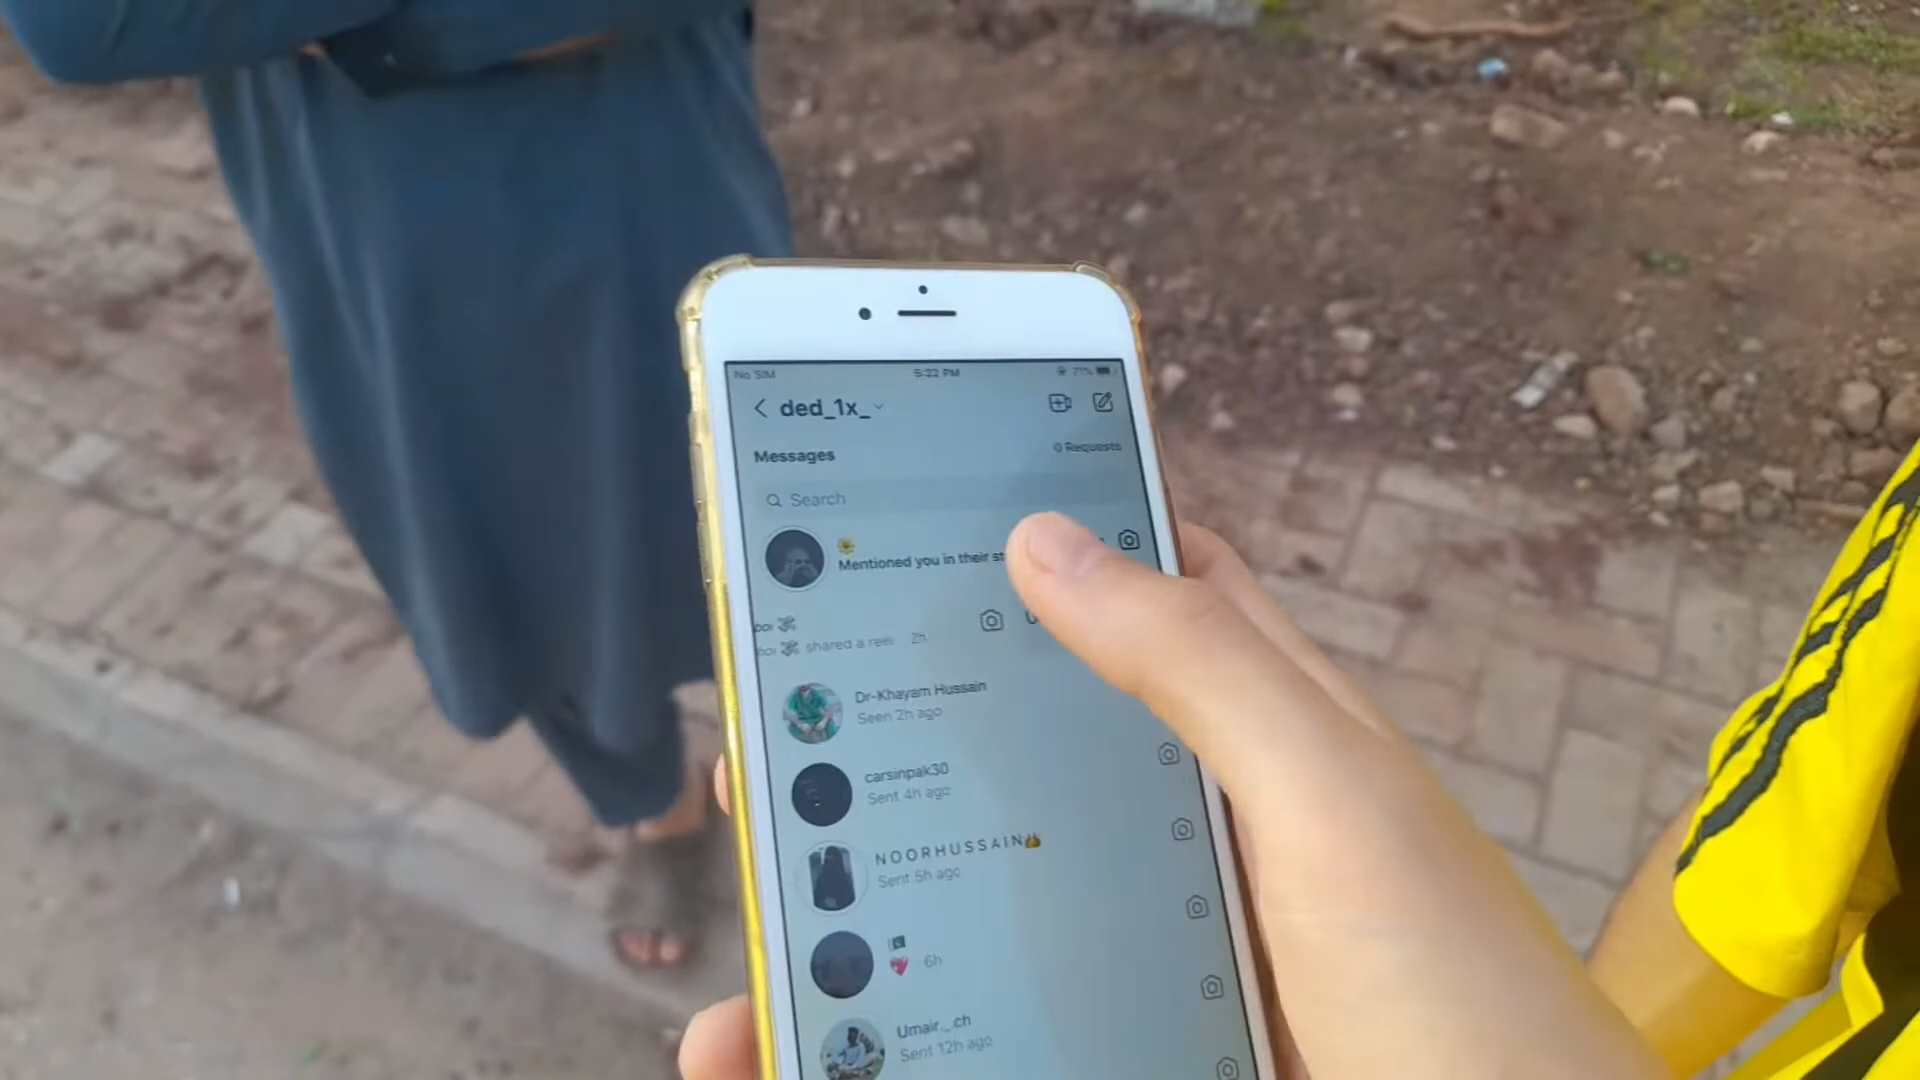 No SIM 5:22 PM 71%
ded_1x_
Messages 0 Requests
Search
Mentioned you in their
shared a reel 2h
Dr-Khayam Hussain
Seen 2h ago
carsinpak30
Sent 4h ago
NOORHUSSAIN
Sent 5h ago
6h
Umair._.ch
Sent 12h ago